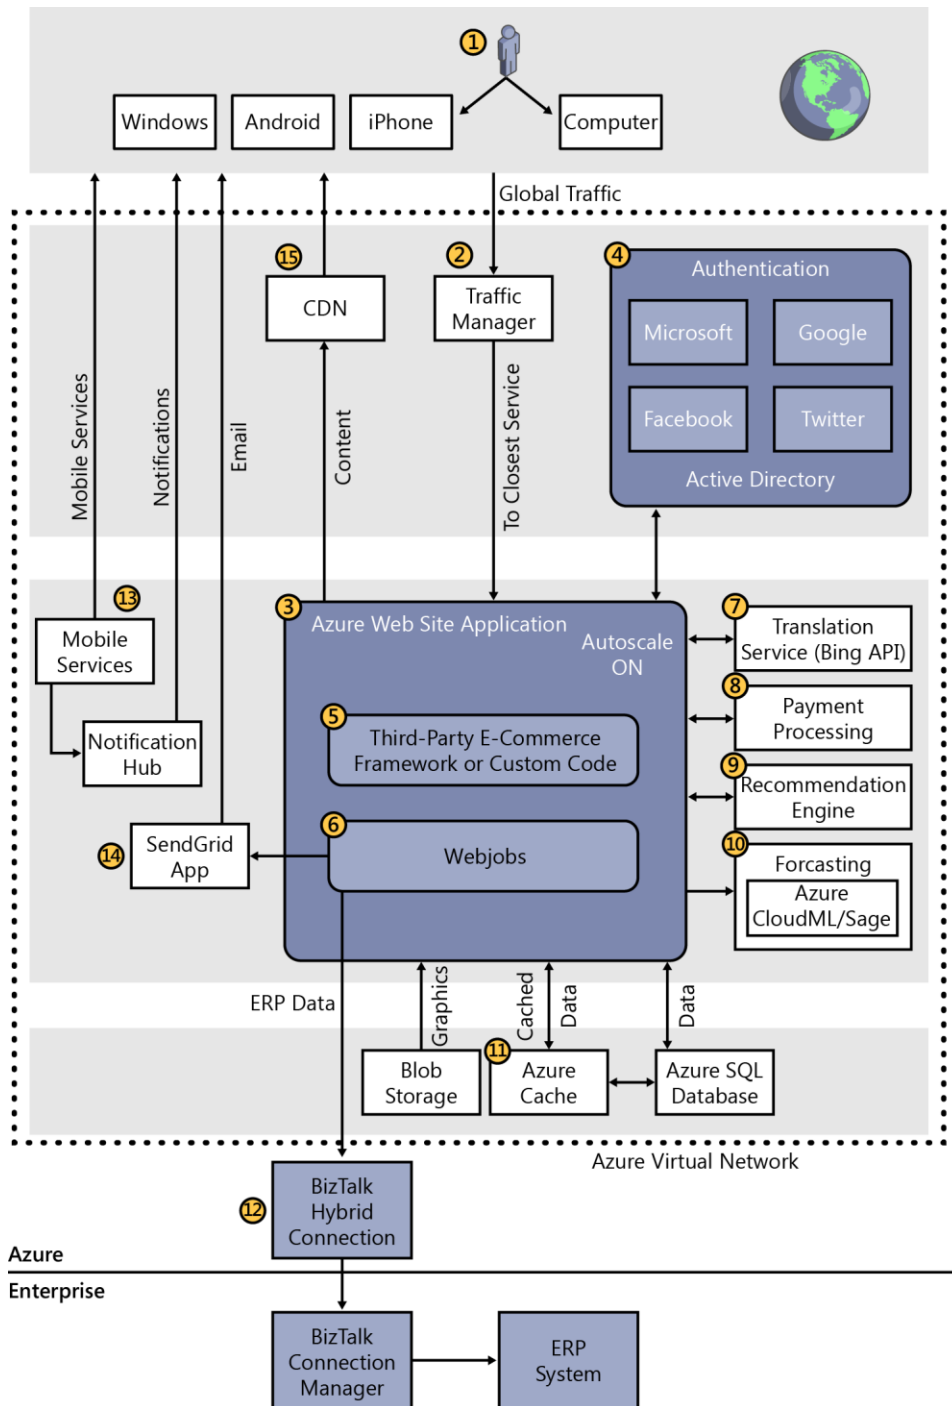 1
Windows
Android
iPhone
Computer
Global Traffic
15
CDN
2
Traffic
Manager
4
Authentication
Microsoft
Google
Facebook
Twitter
Active Directory
Mobile Services
Notifications
Email
Content
To Closest Service
13
Mobile
Services
Notification
Hub
14
SendGrid
App
3
Azure Web Site Application
Autoscale
ON
5
Third-Party E-Commerce
Framework or Custom Code
6
Webjobs
7
Translation
Service (Bing API)
8
Payment
Processing
9
Recommendation
Engine
10
Forcasting
Azure
CloudML/Sage
ERP Data
Graphics
Cached
Data
Data
Blob
Storage
11
Azure
Cache
Azure SQL
Database
Azure Virtual Network
12
BizTalk
Hybrid
Connection
Azure
Enterprise
BizTalk
Connection
Manager
ERP
System